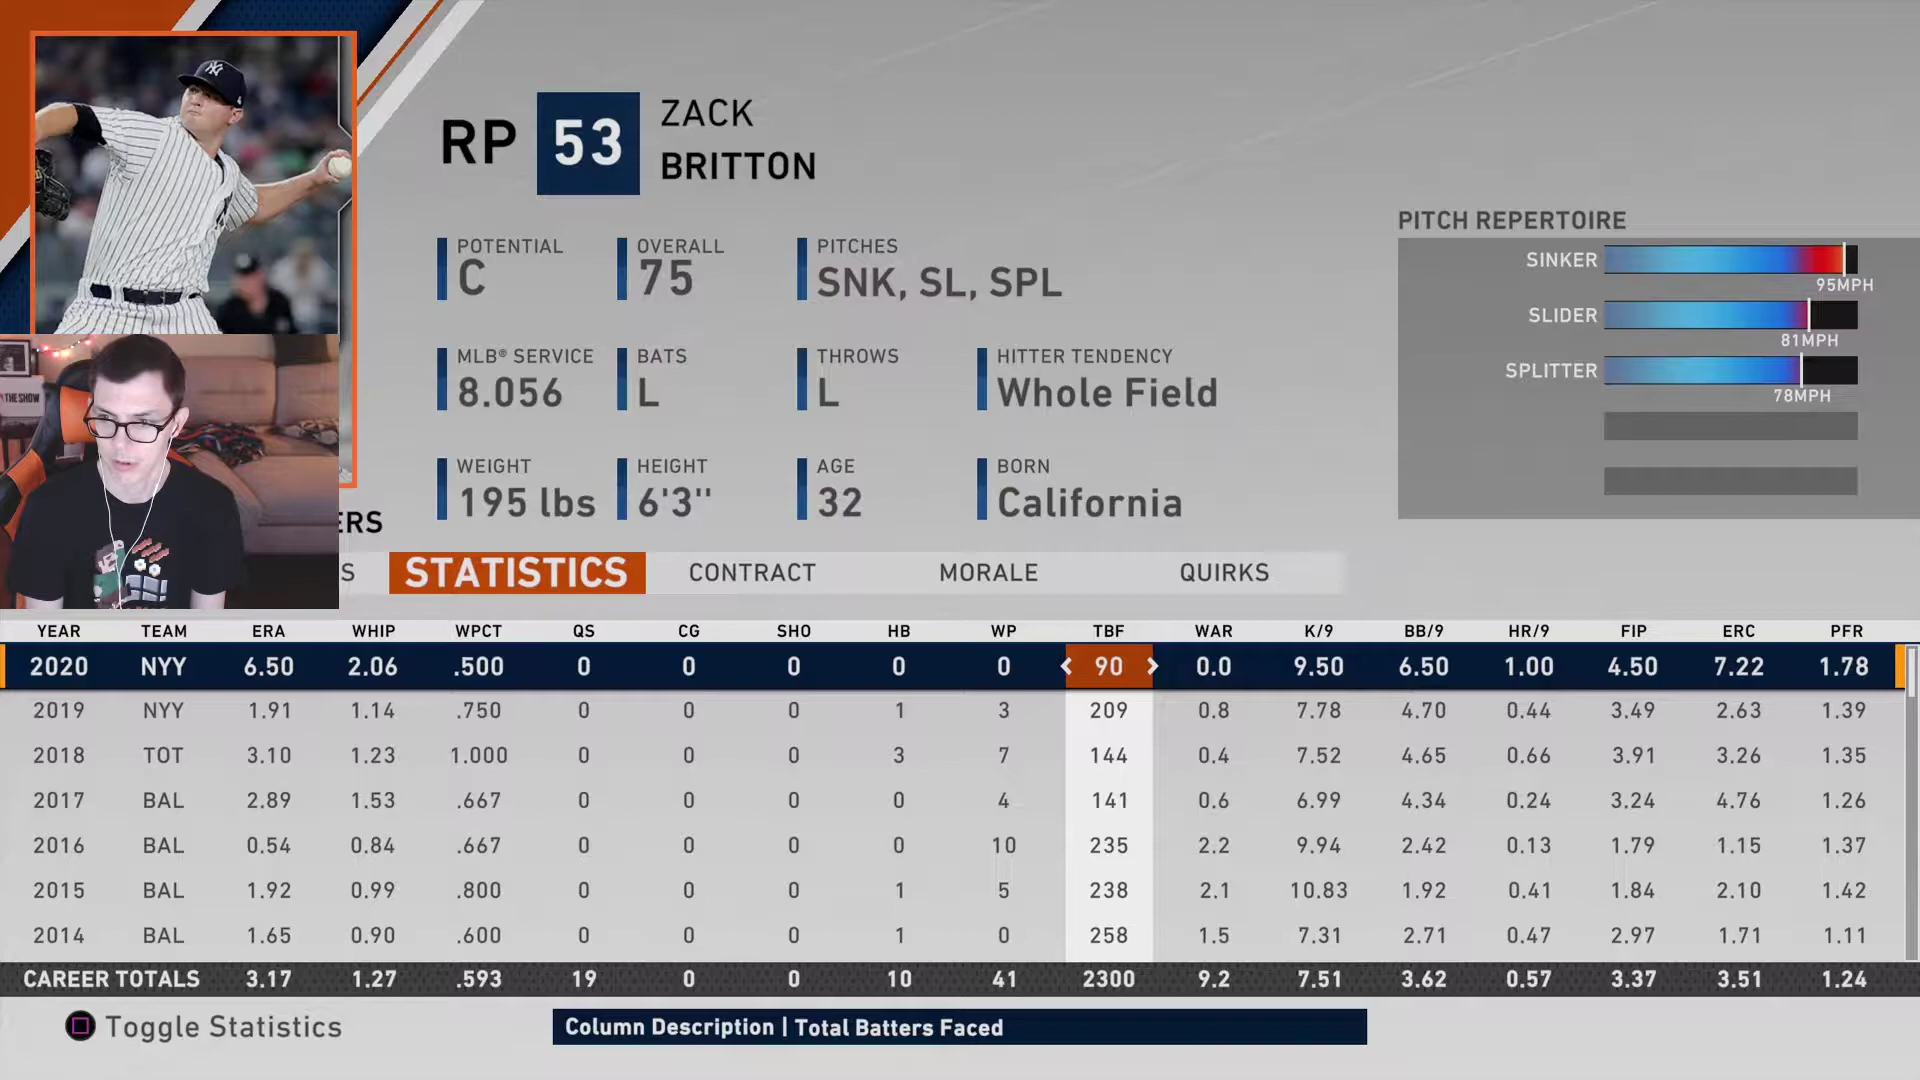 RP 53 ZACK BRITTON
POTENTIAL C
OVERALL 75
PITCHES SNK, SL, SPL
MLB® SERVICE 8.056
BATS L
THROWS L
HITTER TENDENCY Whole Field
WEIGHT 195 lbs
HEIGHT 6'3"
AGE 32
BORN California
PITCH REPERTOIRE
SINKER 95MPH
SLIDER 81MPH
SPLITTER 78MPH
THE SHOW
ERS
S STATISTICS CONTRACT MORALE QUIRKS
YEAR TEAM ERA WHIP WPCT QS CG SHO HB WP TBF WAR K/9 BB/9 HR/9 FIP ERC PFR
2020 NYY 6.50 2.06 .500 0 0 0 0 0 < 90 > 0.0 9.50 6.50 1.00 4.50 7.22 1.78
2019 NYY 1.91 1.14 .750 0 0 0 1 3 209 0.8 7.78 4.70 0.44 3.49 2.63 1.39
2018 TOT 3.10 1.23 1.000 0 0 0 3 7 144 0.4 7.52 4.65 0.66 3.91 3.26 1.35
2017 BAL 2.89 1.53 .667 0 0 0 0 4 141 0.6 6.99 4.34 0.24 3.24 4.76 1.26
2016 BAL 0.54 0.84 .667 0 0 0 0 10 235 2.2 9.94 2.42 0.13 1.79 1.15 1.37
2015 BAL 1.92 0.99 .800 0 0 0 1 5 238 2.1 10.83 1.92 0.41 1.84 2.10 1.42
2014 BAL 1.65 0.90 .600 0 0 0 1 0 258 1.5 7.31 2.71 0.47 2.97 1.71 1.11
CAREER TOTALS 3.17 1.27 .593 19 0 0 10 41 2300 9.2 7.51 3.62 0.57 3.37 3.51 1.24
Toggle Statistics
Column Description | Total Batters Faced